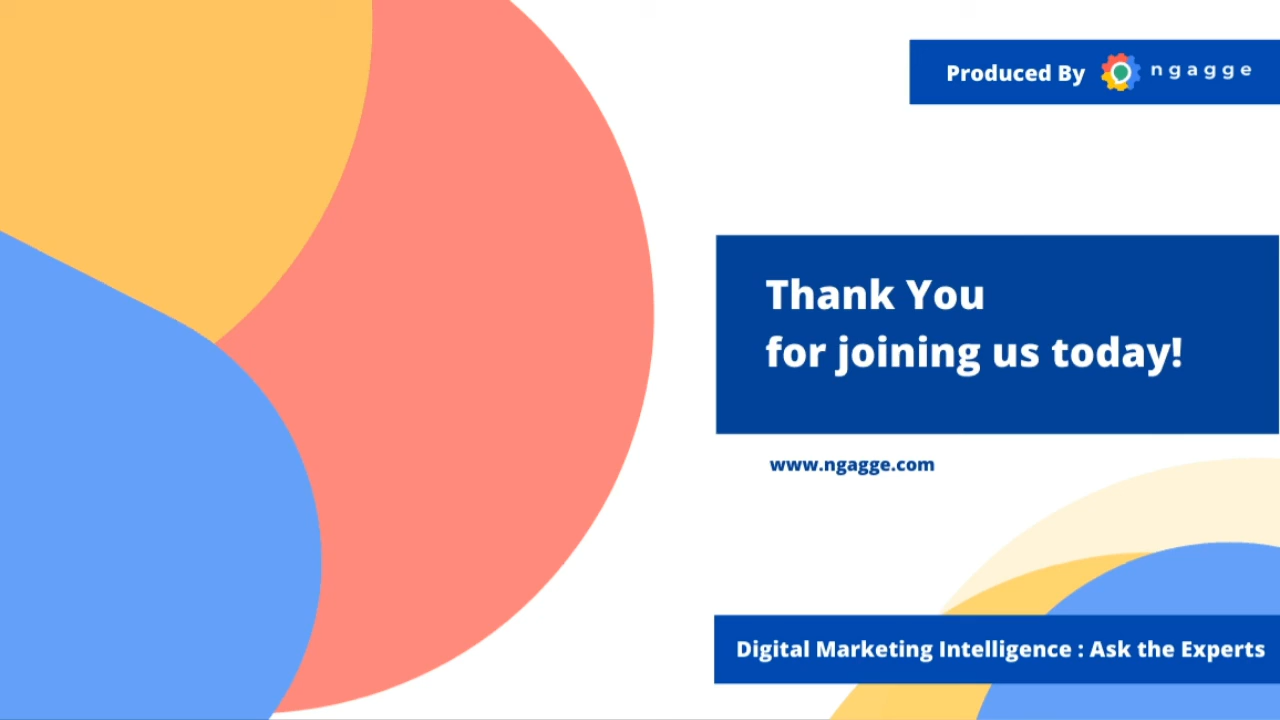 Produced By ngagge
Thank You
for joining us today!
www.ngagge.com
Digital Marketing Intelligence : Ask the Experts